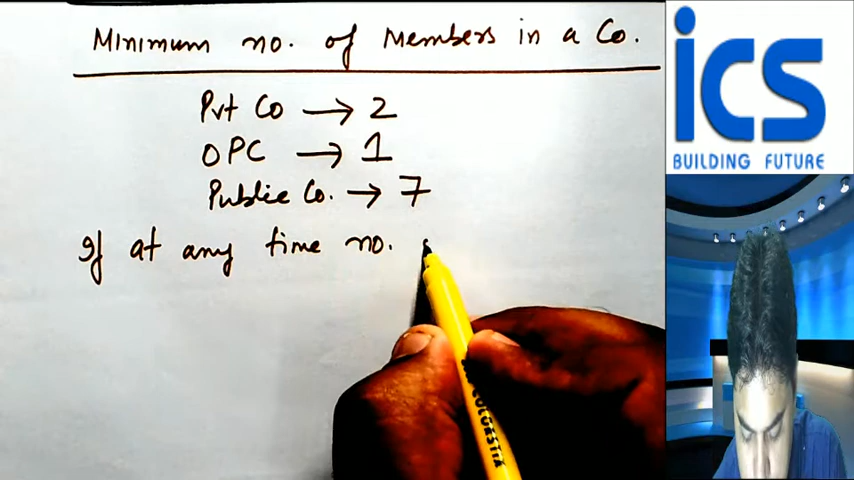 Minimum no. of Members in a Co.
Pvt Co → 2
OPC → 1
Public Co. → 7
If at any time no.
ics
BUILDING FUTURE